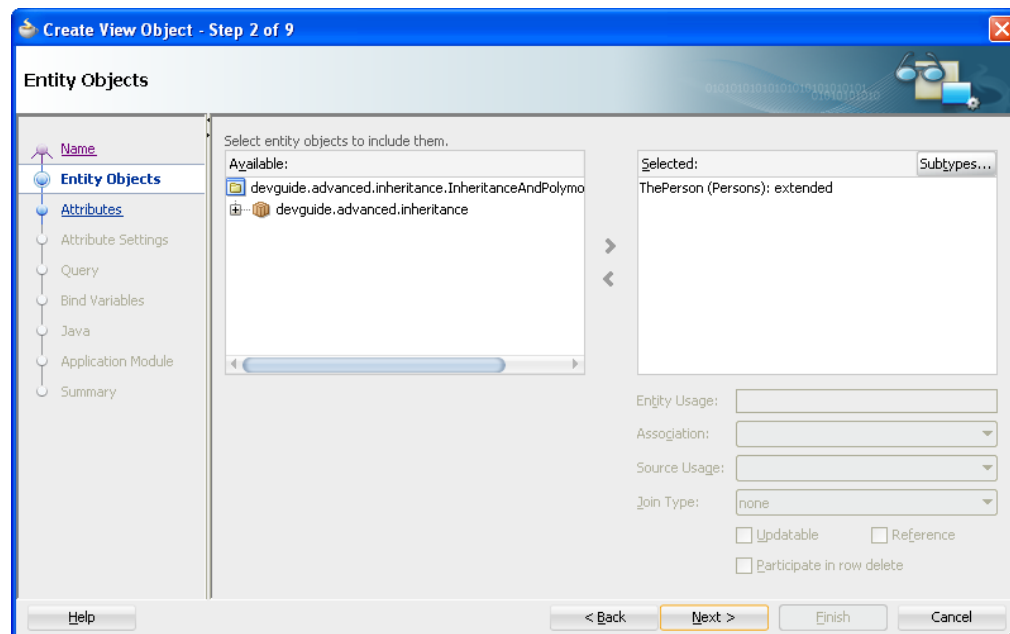 Create View Object - Step 2 of 9
Entity Objects
Name
Entity Objects
Attributes
Attribute Settings
Query
Bind Variables
Java
Application Module
Summary
Select entity objects to include them.
Available:
devguide.advanced.inheritance.InheritanceAndPolymo
devguide.advanced.inheritance
Selected:
Subtypes...
ThePerson (Persons): extended
Entity Usage:
Association:
Source Usage:
Join Type:
none
Updatable
Reference
Participate in row delete
Help
< Back
Next >
Finish
Cancel